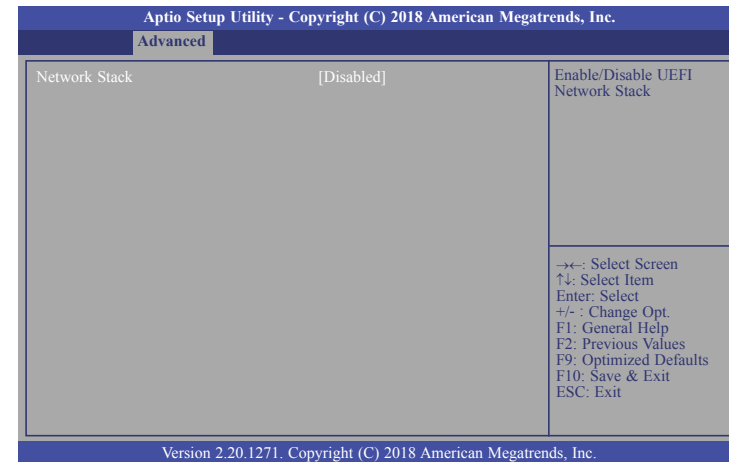 Aptio Setup Utility - Copyright (C) 2018 American Megatrends, Inc.
Advanced
Network Stack [Disabled]
Enable/Disable UEFI
Network Stack
→←: Select Screen
↑↓: Select Item
Enter: Select
+/- : Change Opt.
F1: General Help
F2: Previous Values
F9: Optimized Defaults
F10: Save & Exit
ESC: Exit
Version 2.20.1271. Copyright (C) 2018 American Megatrends, Inc.